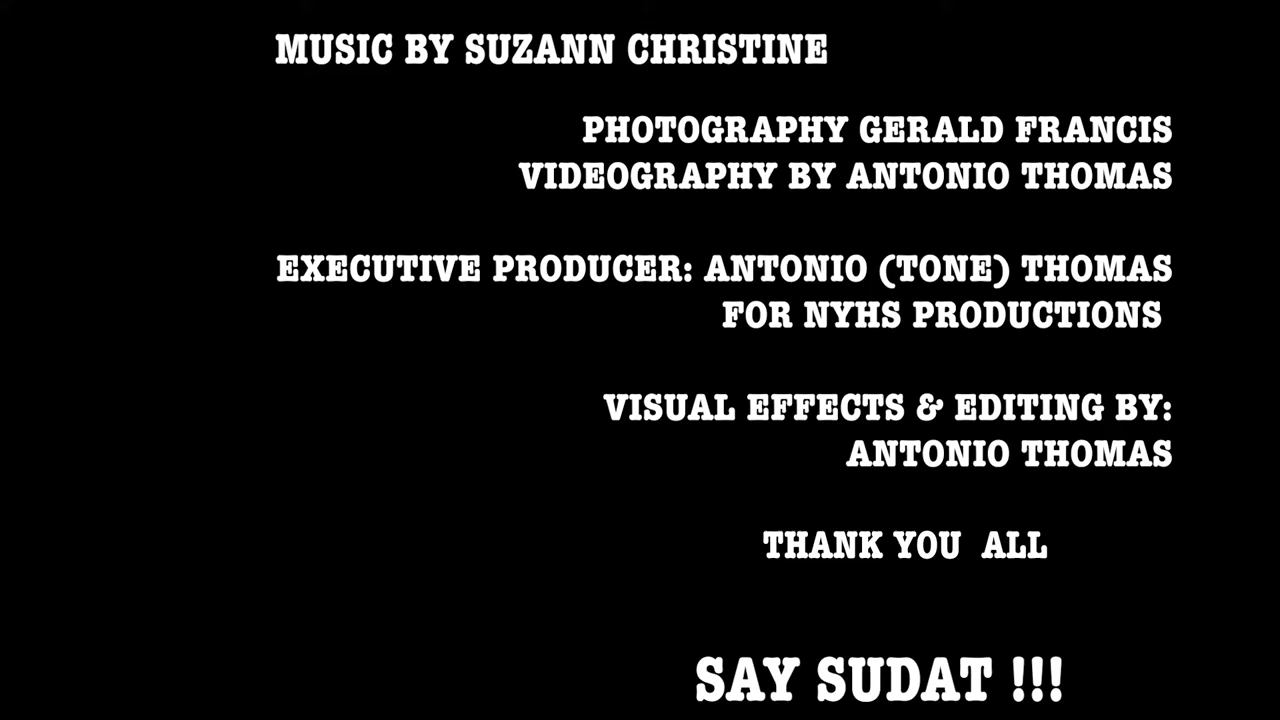 MUSIC BY SUZANN CHRISTINE
PHOTOGRAPHY GERALD FRANCIS
VIDEOGRAPHY BY ANTONIO THOMAS
EXECUTIVE PRODUCER: ANTONIO (TONE) THOMAS
FOR NYHS PRODUCTIONS
VISUAL EFFECTS & EDITING BY:
ANTONIO THOMAS
THANK YOU  ALL
SAY SUDAT !!!